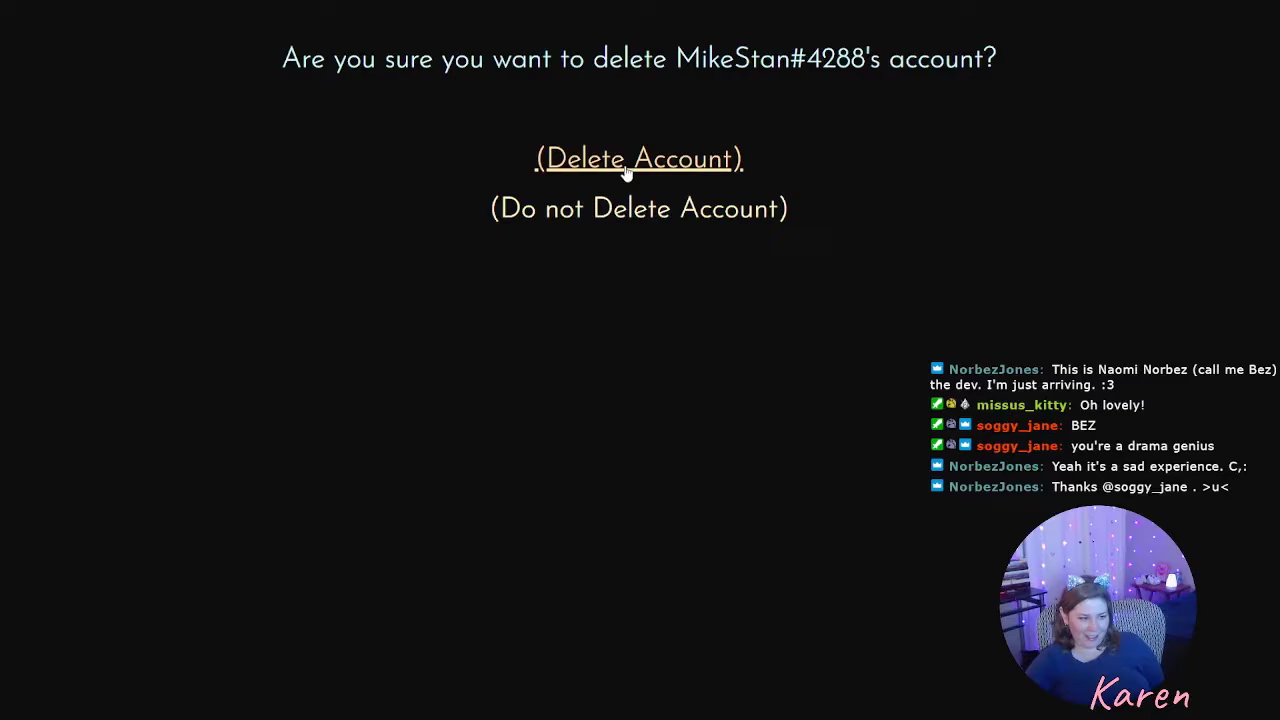 Are you sure you want to delete MikeStan#4288's account?
(Delete Account)
(Do not Delete Account)
NorbezJones: This is Naomi Norbez (call me Bez)
the dev. I'm just arriving. :3
missus_kitty: Oh lovely!
soggy_jane: BEZ
soggy_jane: you're a drama genius
NorbezJones: Yeah it's a sad experience. C,:
NorbezJones: Thanks @soggy_jane . >u<
Karen